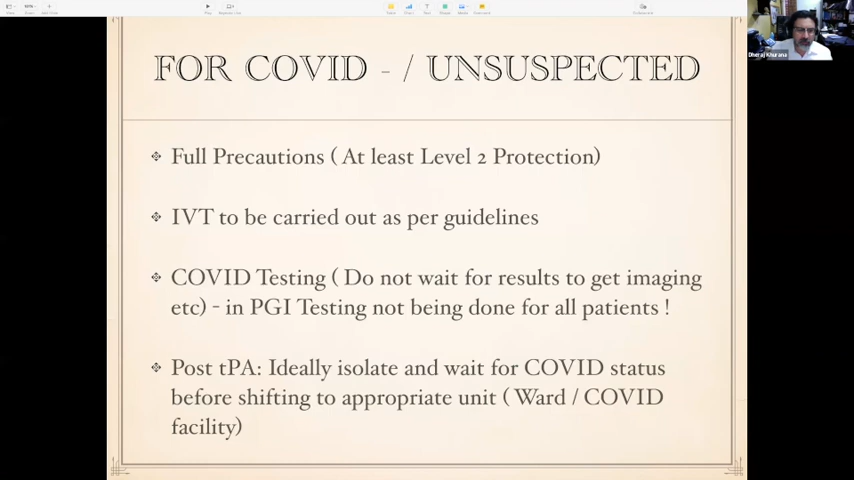 FOR COVID - / UNSUSPECTED
Dheraj Khurana
Full Precautions ( At least Level 2 Protection)
IVT to be carried out as per guidelines
COVID Testing ( Do not wait for results to get imaging
etc) - in PGI Testing not being done for all patients !
Post tPA: Ideally isolate and wait for COVID status
before shifting to appropriate unit ( Ward / COVID
facility)